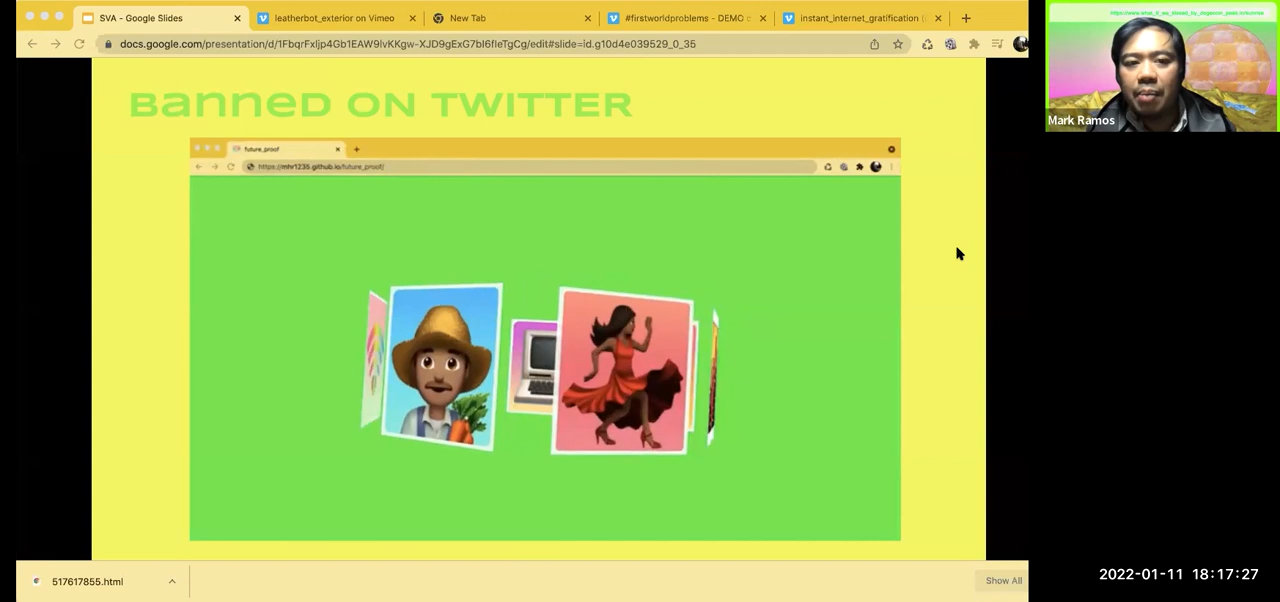 SVA - Google Slides
leatherbot_exterior on Vimeo
New Tab
#firstworldproblems - DEMO
instant_internet_gratification (
docs.google.com/presentation/d/1FbqrFxljp4Gb1EAW9lvKKgw-XJD9gExG7bI6fleTgCg/edit#slide=id.g10d4e039529_0_35
Banned on Twitter
future_proof
https://mhr1235.github.io/future_proof/
Mark Ramos
517617855.html
Show All
2022-01-11 18:17:27